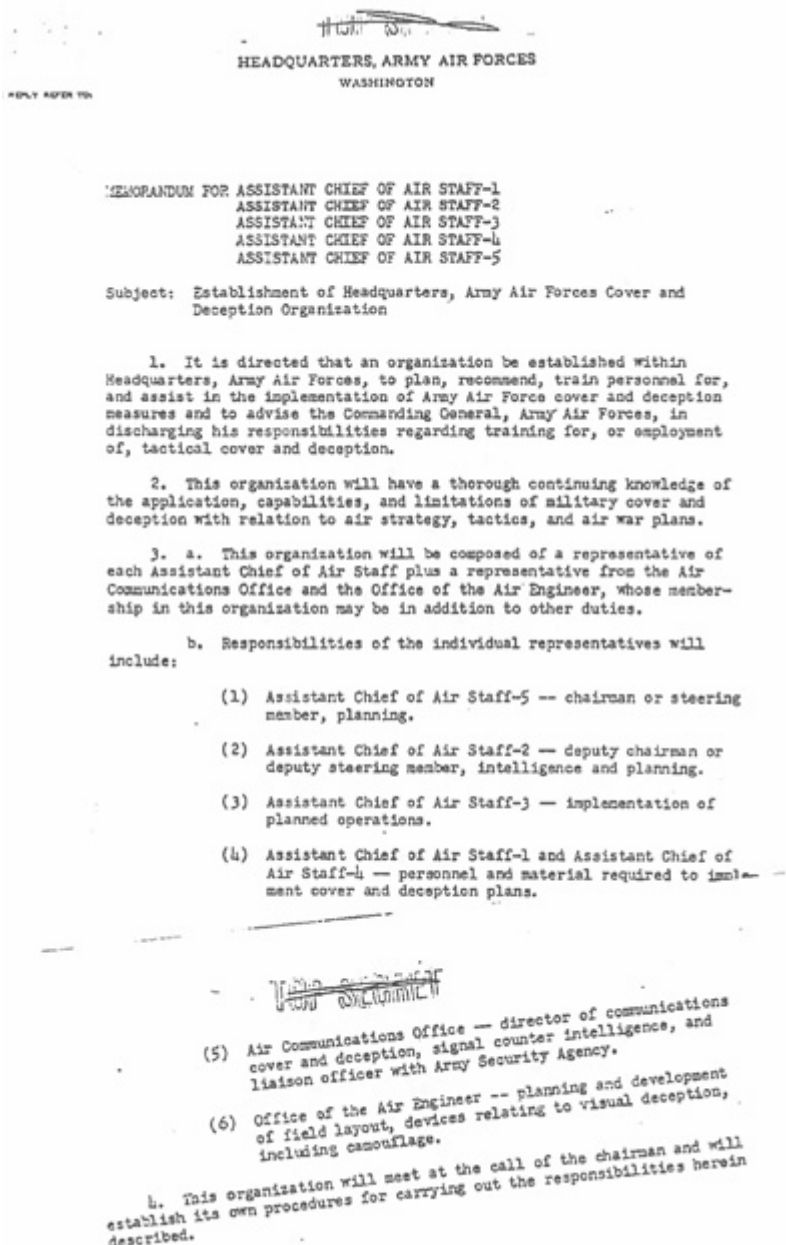 HEADQUARTERS, ARMY AIR FORCES
WASHINGTON
REPLY REFER TO:
MEMORANDUM FOR ASSISTANT CHIEF OF AIR STAFF-1
ASSISTANT CHIEF OF AIR STAFF-2
ASSISTANT CHIEF OF AIR STAFF-3
ASSISTANT CHIEF OF AIR STAFF-4
ASSISTANT CHIEF OF AIR STAFF-5
Subject: Establishment of Headquarters, Army Air Forces Cover and
Deception Organization
1. It is directed that an organization be established within
Headquarters, Army Air Forces, to plan, recommend, train personnel for,
and assist in the implementation of Army Air Force cover and deception
measures and to advise the Commanding General, Army Air Forces, in
discharging his responsibilities regarding training for, or employment
of, tactical cover and deception.
2. This organization will have a thorough continuing knowledge of
the application, capabilities, and limitations of military cover and
deception with relation to air strategy, tactics, and air war plans.
3. a. This organization will be composed of a representative of
each Assistant Chief of Air Staff plus a representative from the Air
Communications Office and the Office of the Air Engineer, whose member-
ship in this organization may be in addition to other duties.
b. Responsibilities of the individual representatives will
include:
(1) Assistant Chief of Air Staff-5 -- chairman or steering
member, planning.
(2) Assistant Chief of Air Staff-2 -- deputy chairman or
deputy steering member, intelligence and planning.
(3) Assistant Chief of Air Staff-3 -- implementation of
planned operations.
(4) Assistant Chief of Air Staff-1 and Assistant Chief of
Air Staff-4 -- personnel and material required to imple-
ment cover and deception plans.
TOP SECRET
(5) Air Communications Office -- director of communications
cover and deception, signal counter intelligence, and
liaison officer with Army Security Agency.
(6) Office of the Air Engineer -- planning and development
of field layout, devices relating to visual deception,
including camouflage.
4. This organization will meet at the call of the chairman and will
establish its own procedures for carrying out the responsibilities herein
described.